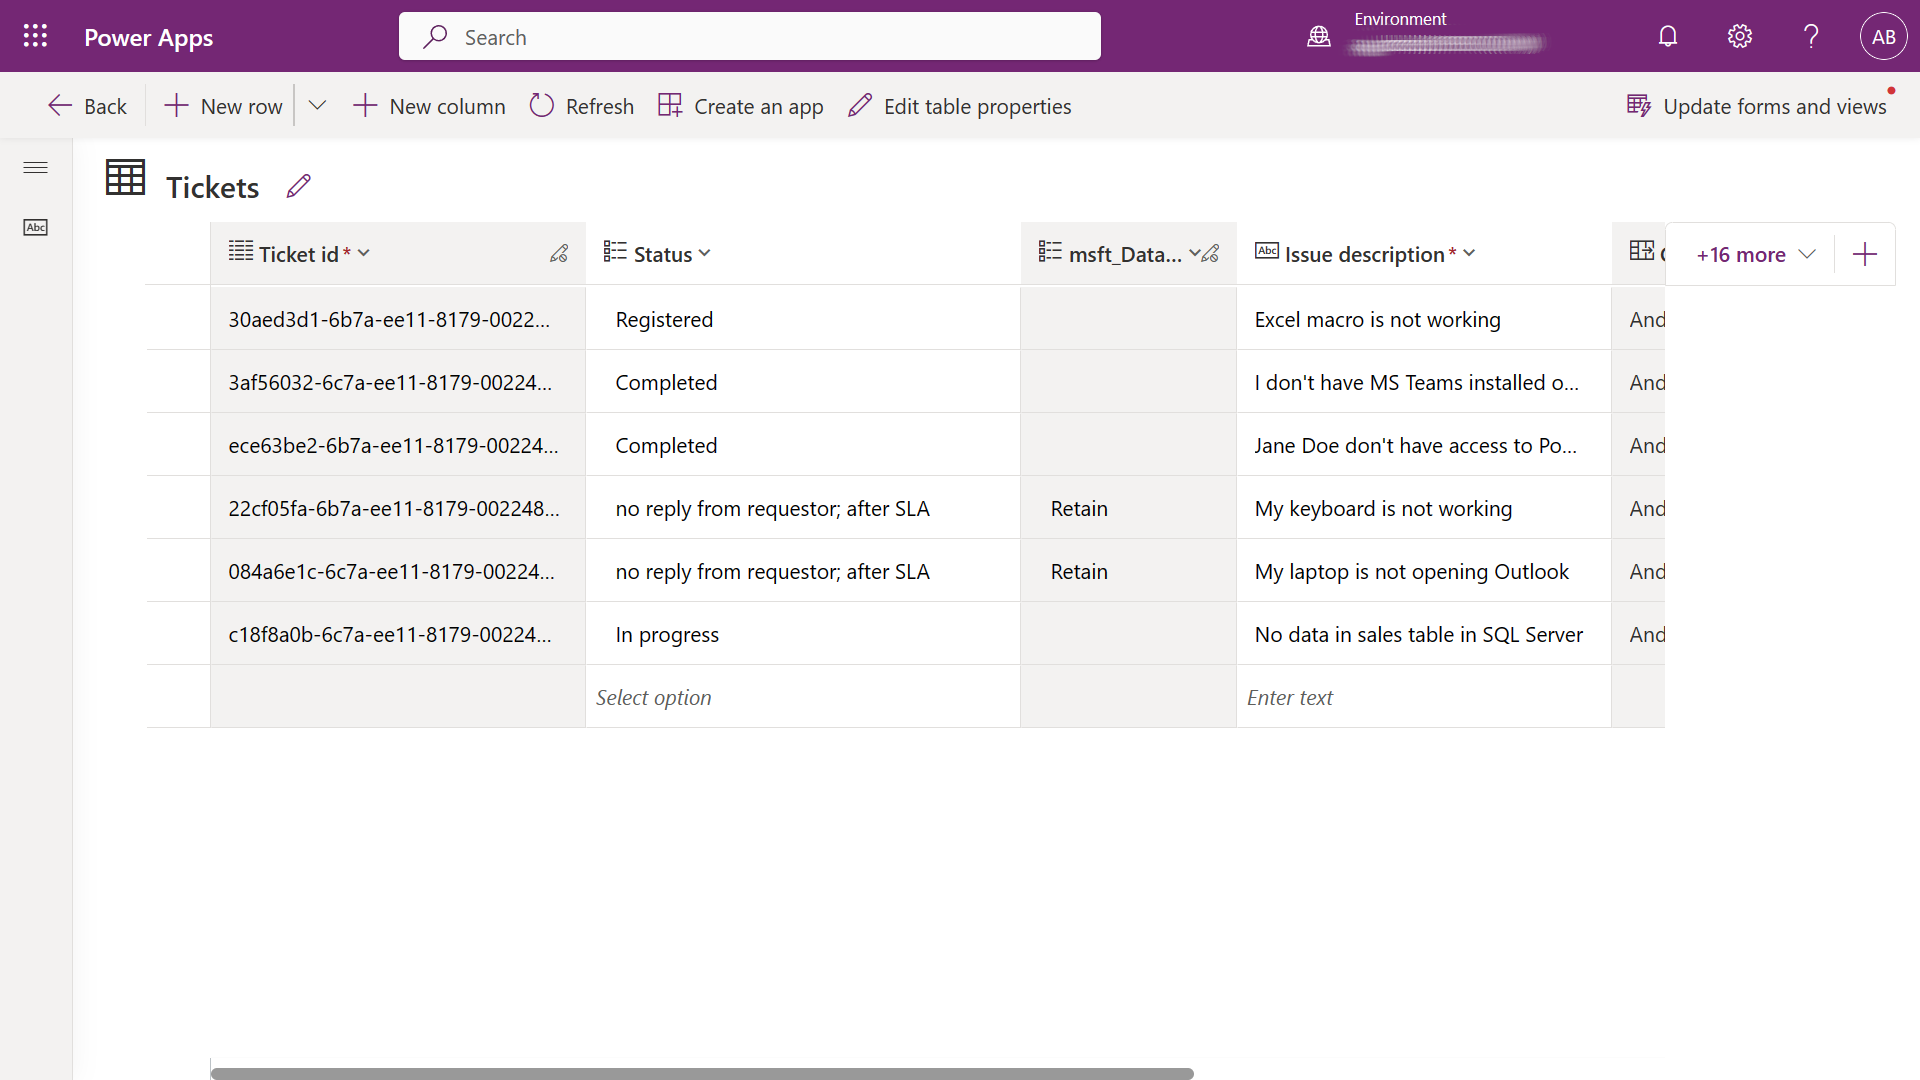 Power Apps
Search
Environment
AB
Back
New row
New column
Refresh
Create an app
Edit table properties
Update forms and views
Abc
Tickets
Ticket id * Status msft_Data... Abc Issue description * +16 more
30aed3d1-6b7a-ee11-8179-0022... Registered Excel macro is not working And
3af56032-6c7a-ee11-8179-00224... Completed I don't have MS Teams installed o... And
ece63be2-6b7a-ee11-8179-00224... Completed Jane Doe don't have access to Po... And
22cf05fa-6b7a-ee11-8179-002248... no reply from requestor; after SLA Retain My keyboard is not working And
084a6e1c-6c7a-ee11-8179-00224... no reply from requestor; after SLA Retain My laptop is not opening Outlook And
c18f8a0b-6c7a-ee11-8179-00224... In progress No data in sales table in SQL Server And
Select option Enter text